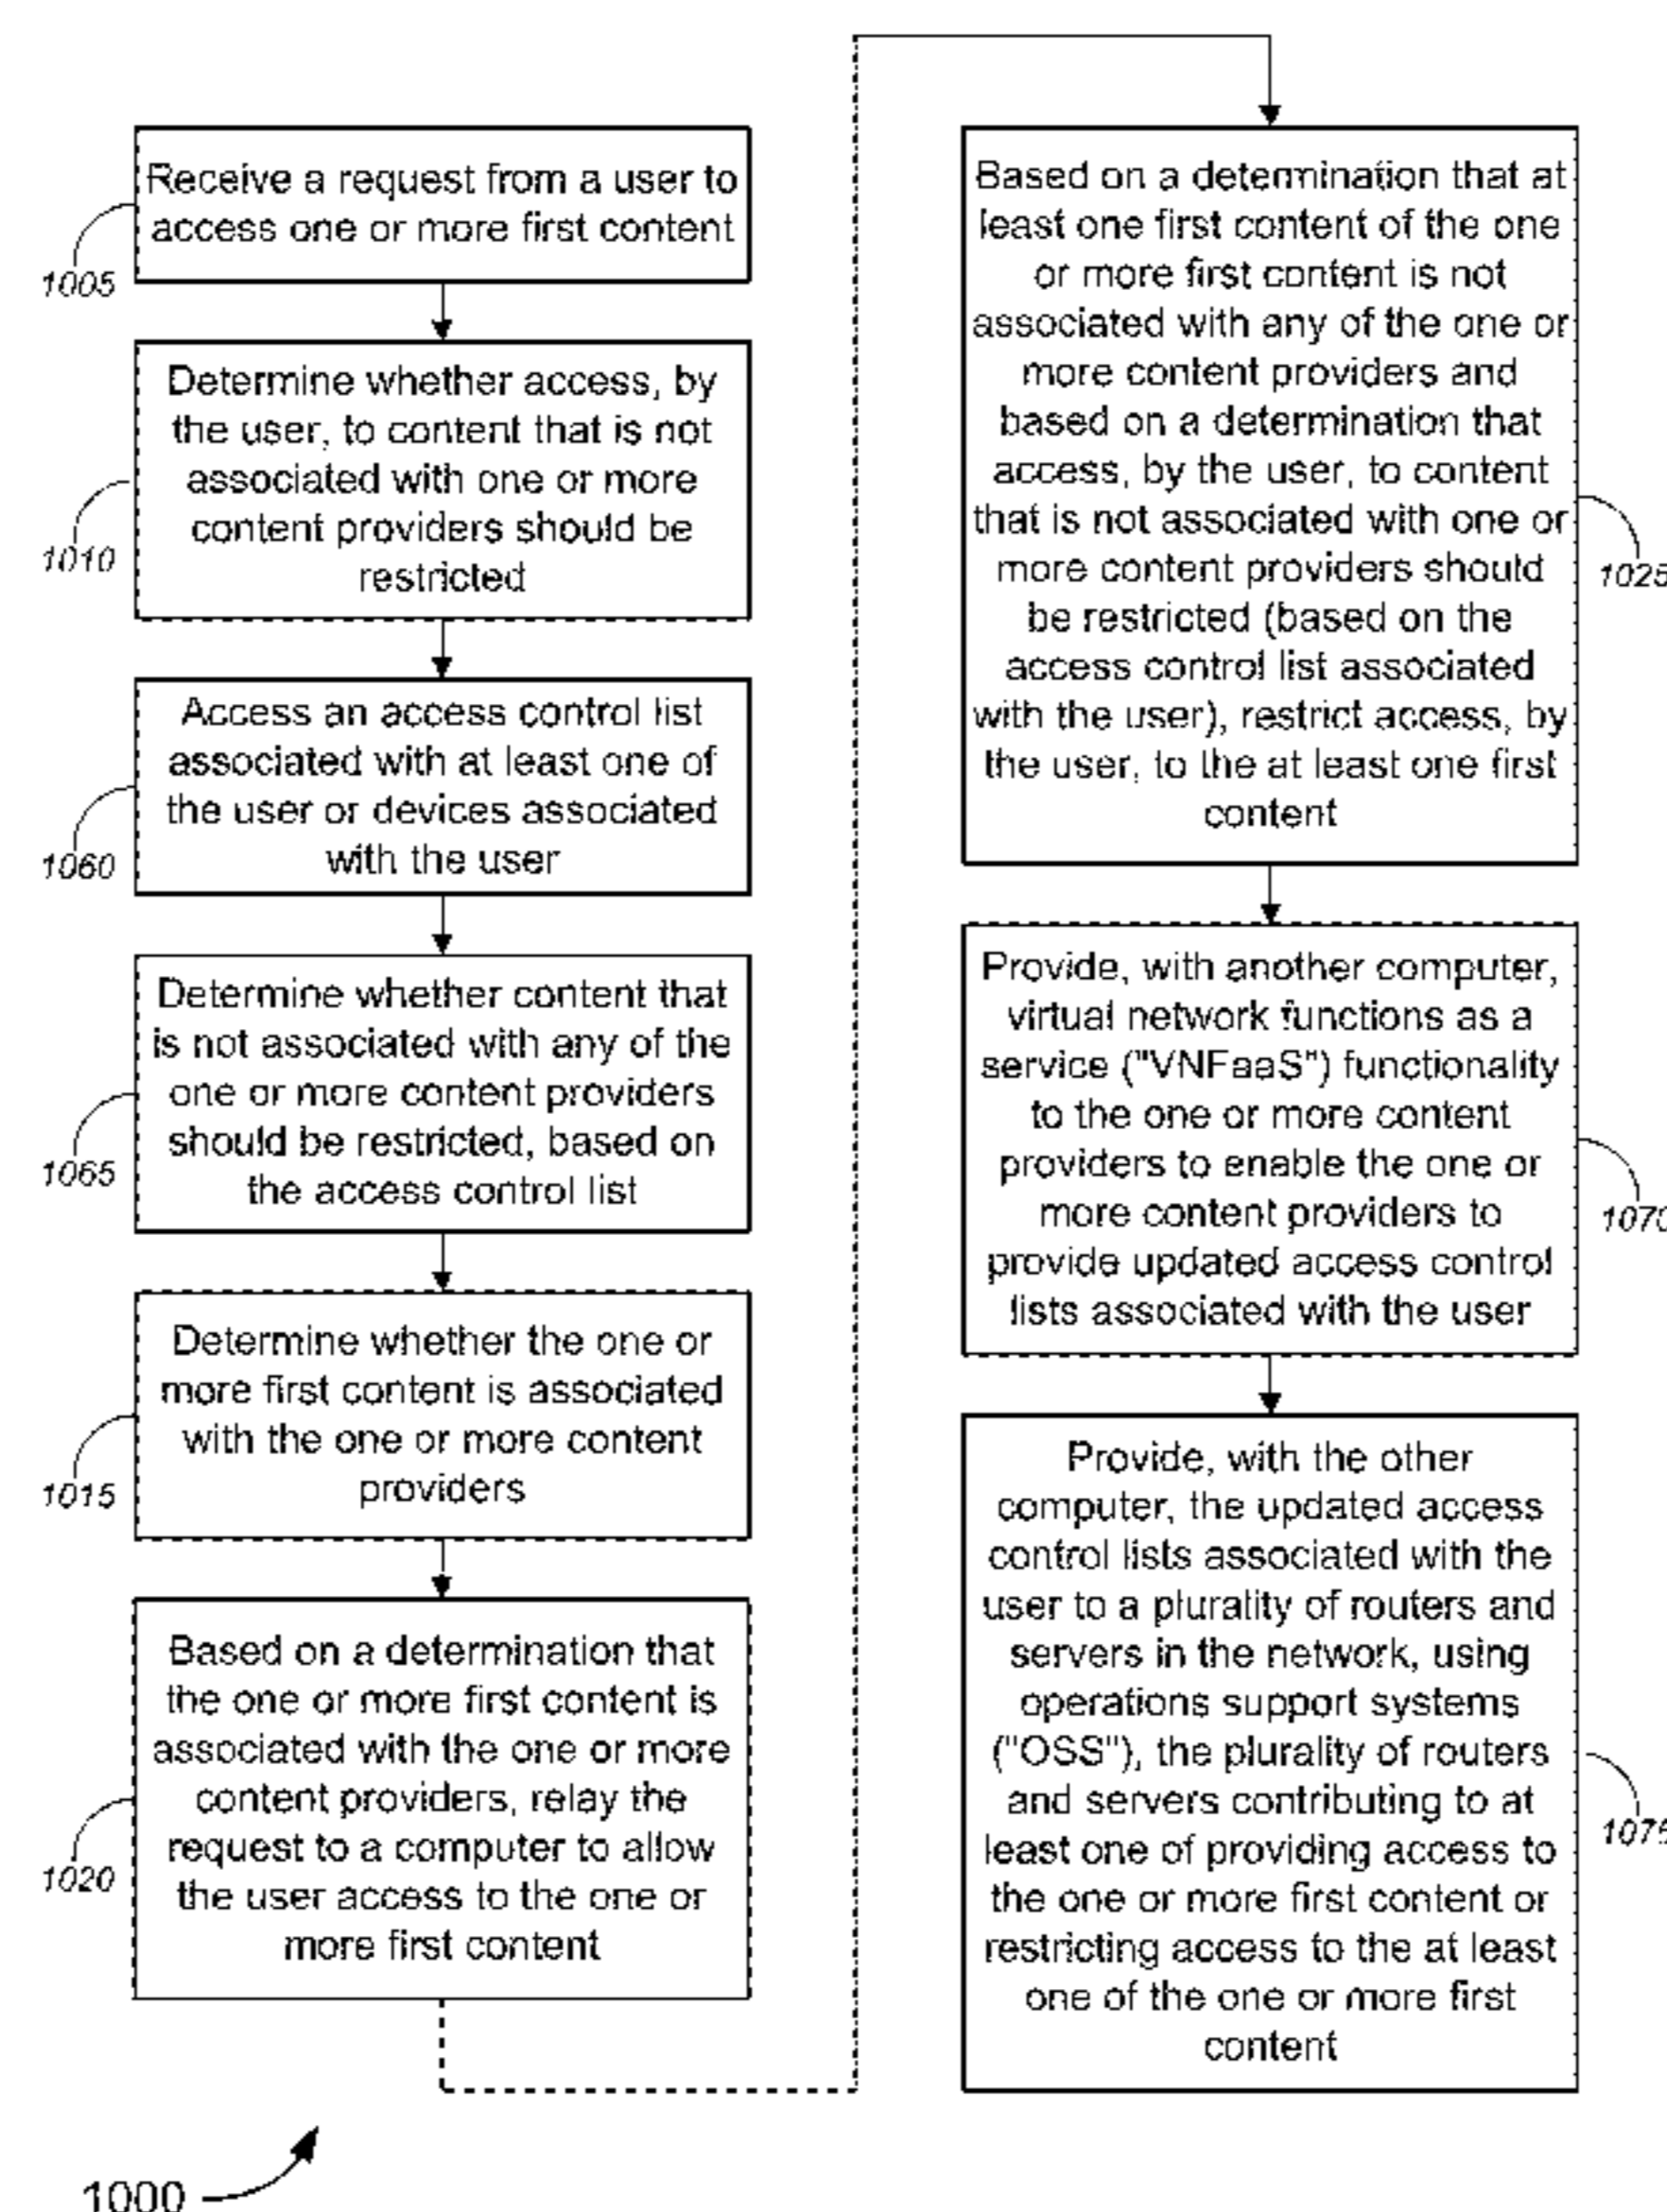 Receive a request from a user to
access one or more first content
1005
Determine whether access, by
the user, to content that is not
associated with one or more
content providers should be
restricted
1010
Access an access control list
associated with at least one of
the user or devices associated
with the user
1060
Determine whether content that
is not associated with any of the
one or more content providers
should be restricted, based on
the access control list
1065
Determine whether the one or
more first content is associated
with the one or more content
providers
1015
Based on a determination that
the one or more first content is
associated with the one or more
content providers, relay the
request to a computer to allow
the user access to the one or
more first content
1020
Based on a determination that at
least one first content of the one
or more first content is not
associated with any of the one or
more content providers and
based on a determination that
access, by the user, to content
that is not associated with one or
more content providers should
be restricted (based on the
access control list associated
with the user), restrict access, by
the user, to the at least one first
content
1025
Provide, with another computer,
virtual network functions as a
service ("VNFaaS") functionality
to the one or more content
providers to enable the one or
more content providers to
provide updated access control
lists associated with the user
1070
Provide, with the other
computer, the updated access
control lists associated with the
user to a plurality of routers and
servers in the network, using
operations support systems
("OSS"), the plurality of routers
and servers contributing to at
least one of providing access to
the one or more first content or
restricting access to the at least
one of the one or more first
content
1075
1000